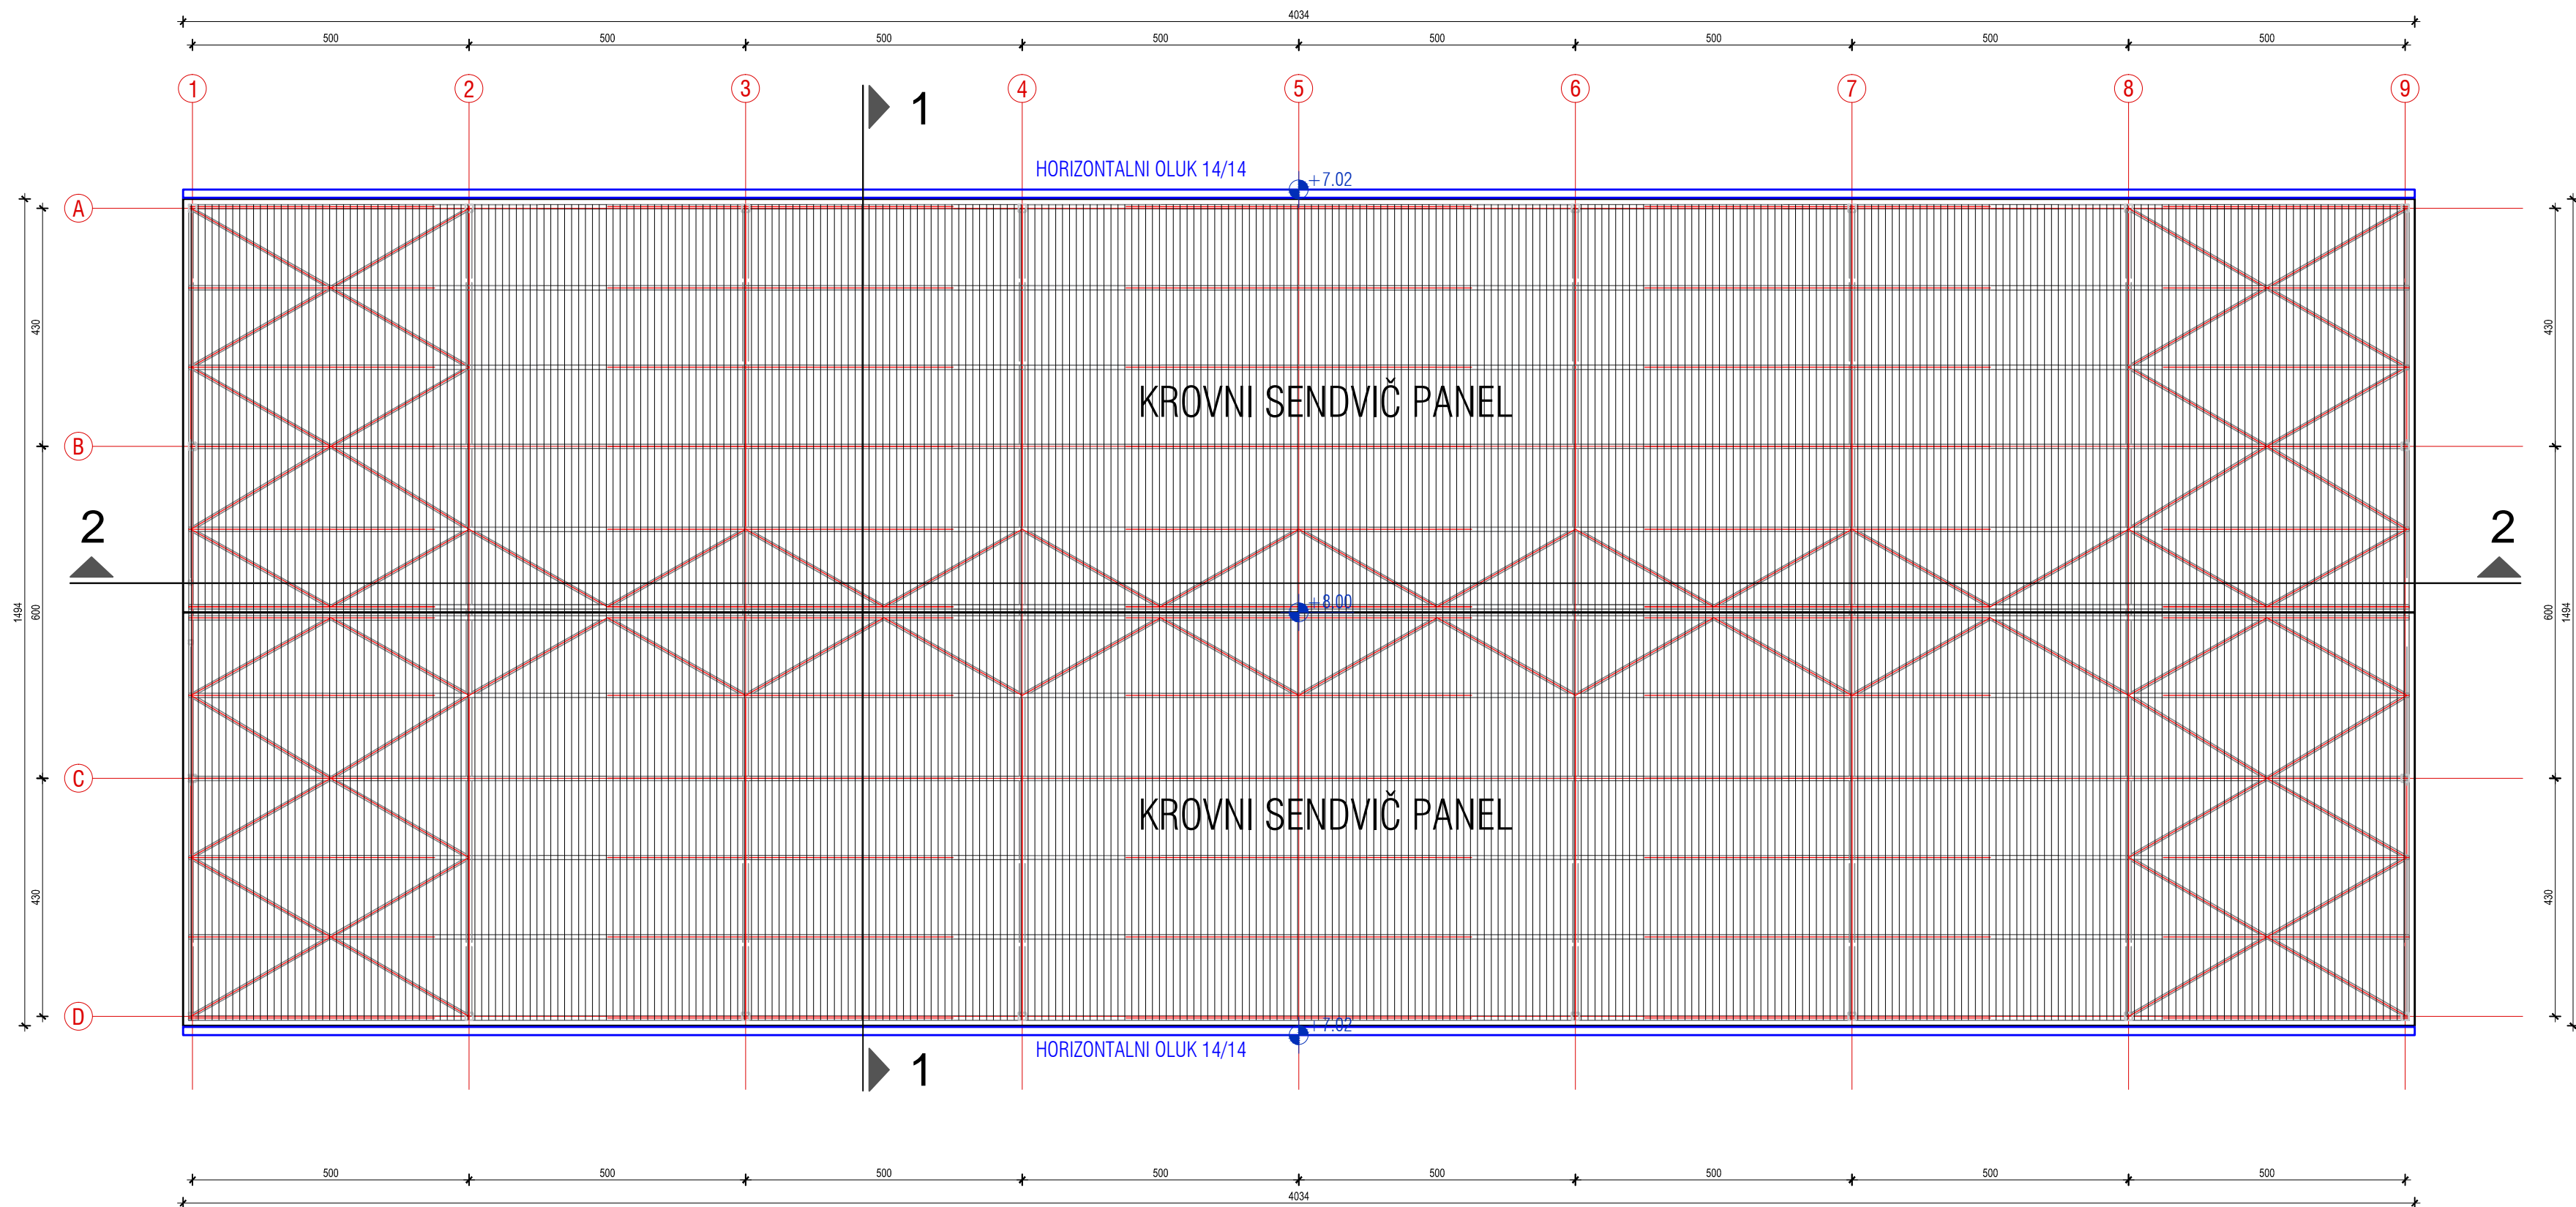 4034
500 500 500 500 500 500 500 500
1 2 3 4 5 6 7 8 9
1
HORIZONTALNI OLUK 14/14
+7.02
A
430 430
KROVNI SENDVIČ PANEL
B
2 2
+8.00
1494 600 600 1494
C
KROVNI SENDVIČ PANEL
430 430
D
+7.02
HORIZONTALNI OLUK 14/14
1
500 500 500 500 500 500 500 500
4034